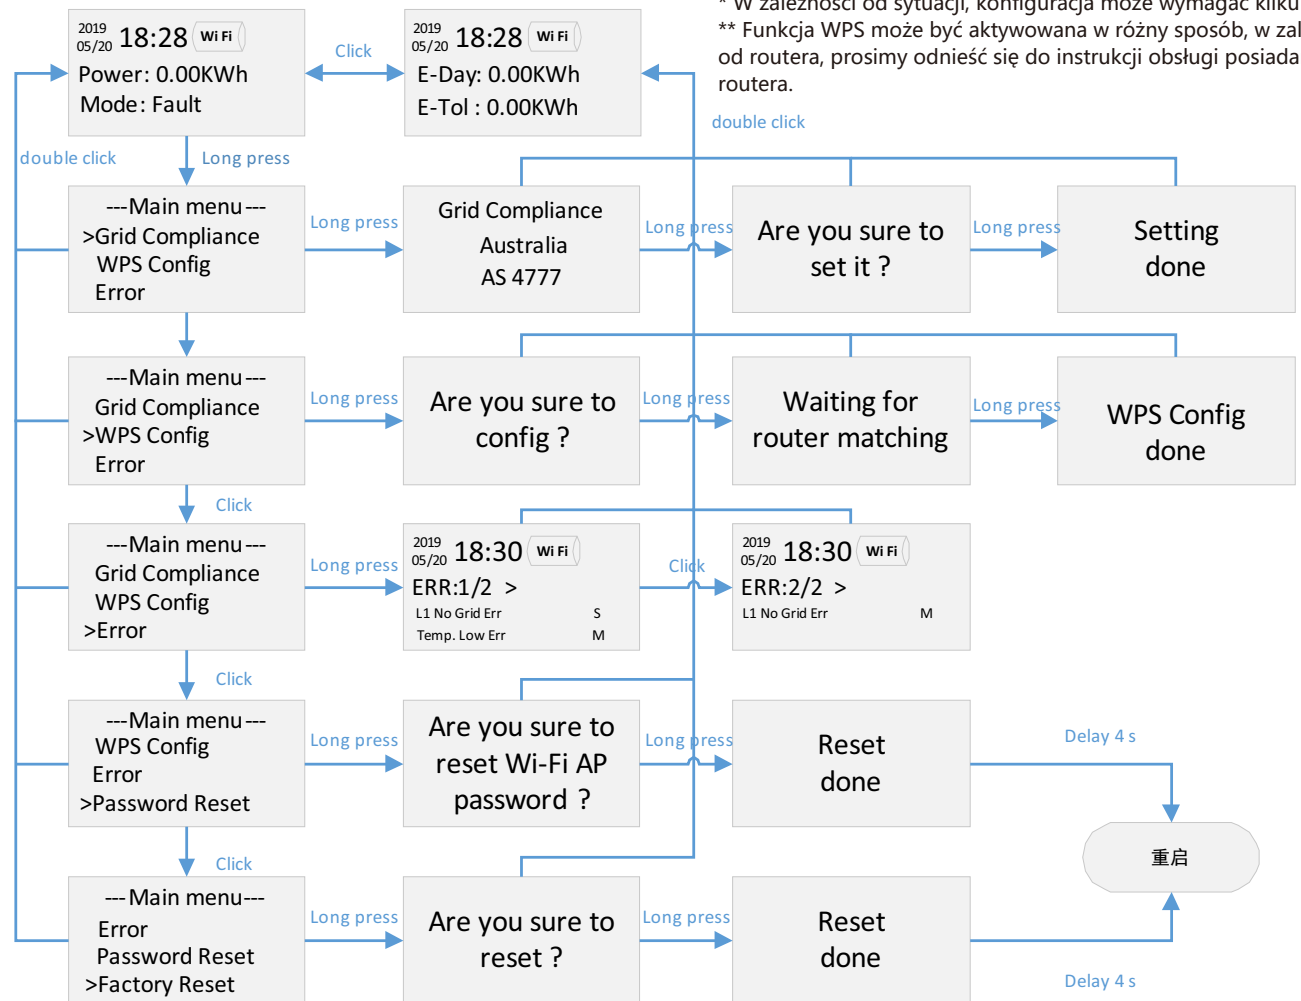 * W zależności od sytuacji, konfiguracja może wymagać kilku
** Funkcja WPS może być aktywowana w różny sposób, w zal
od routera, prosimy odnieść się do instrukcji obsługi posiada
routera.
2019
05/20 18:28 Wi Fi
Power: 0.00KWh
Mode: Fault
Click
2019
05/20 18:28 Wi Fi
E-Day: 0.00KWh
E-Tol : 0.00KWh
double click
double click
Long press
---Main menu---
>Grid Compliance
WPS Config
Error
Long press
Grid Compliance
Australia
AS 4777
Long press
Are you sure to
set it ?
Long press
Setting
done
---Main menu---
Grid Compliance
>WPS Config
Error
Long press
Are you sure to
config ?
Long press
Waiting for
router matching
Long press
WPS Config
done
Click
---Main menu---
Grid Compliance
WPS Config
>Error
Long press
2019
05/20 18:30 Wi Fi
ERR:1/2 >
L1 No Grid Err S
Temp. Low Err M
Click
2019
05/20 18:30 Wi Fi
ERR:2/2 >
L1 No Grid Err M
Click
---Main menu---
WPS Config
Error
>Password Reset
Long press
Are you sure to
reset Wi-Fi AP
password ?
Long press
Reset
done
Delay 4 s
重启
Click
---Main menu---
Error
Password Reset
>Factory Reset
Long press
Are you sure to
reset ?
Long press
Reset
done
Delay 4 s